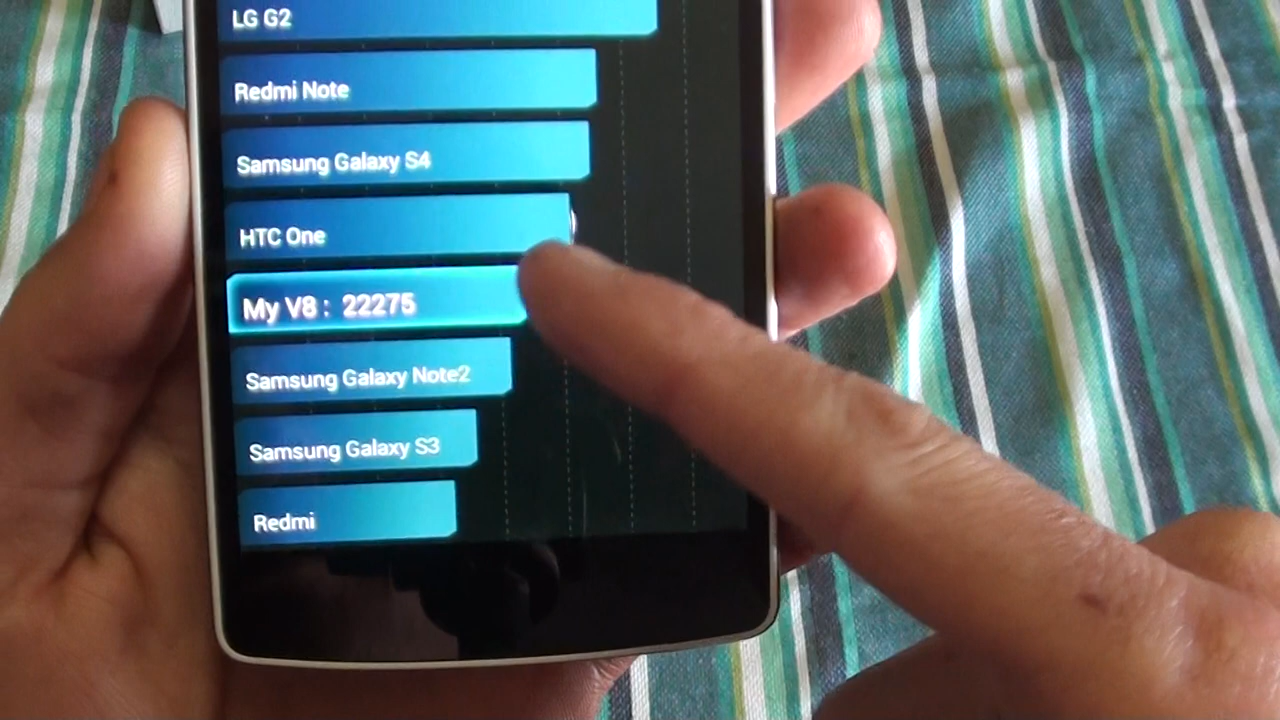 LG G2
Redmi Note
Samsung Galaxy S4
HTC One
My V8 : 22275
Samsung Galaxy Note2
Samsung Galaxy S3
Redmi